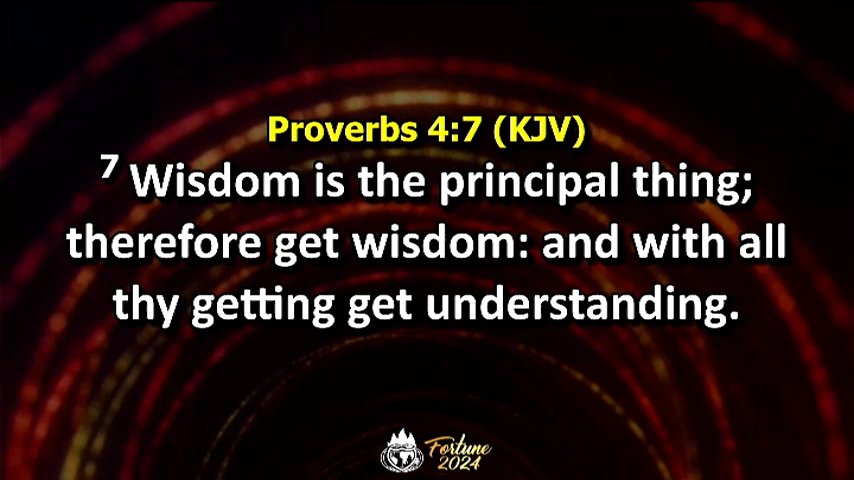 Proverbs 4:7 (KJV)
7 Wisdom is the principal thing;
therefore get wisdom: and with all
thy getting get understanding.
Fortune
2024